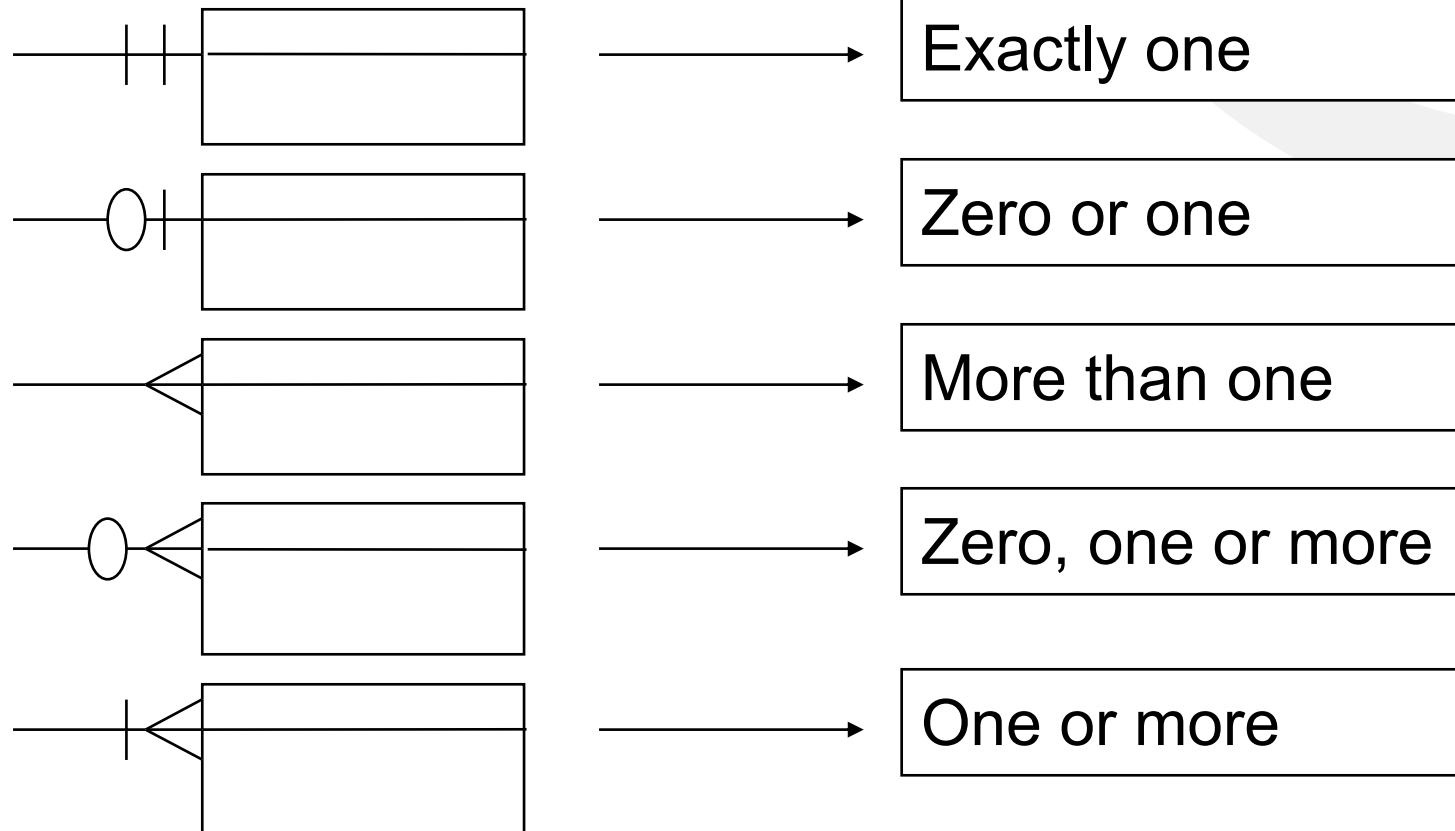 Exactly one
Zero or one
More than one
Zero, one or more
One or more